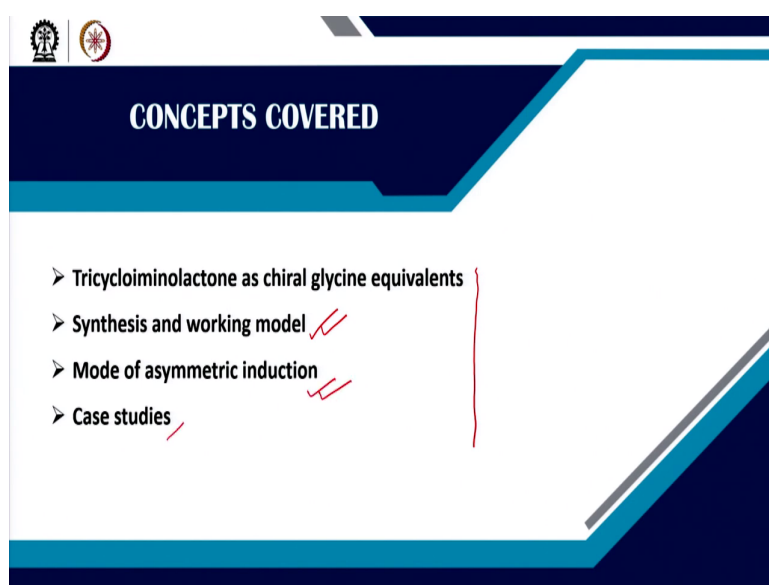 CONCEPTS COVERED
➢ Tricycloiminolactone as chiral glycine equivalents
➢ Synthesis and working model
➢ Mode of asymmetric induction
➢ Case studies